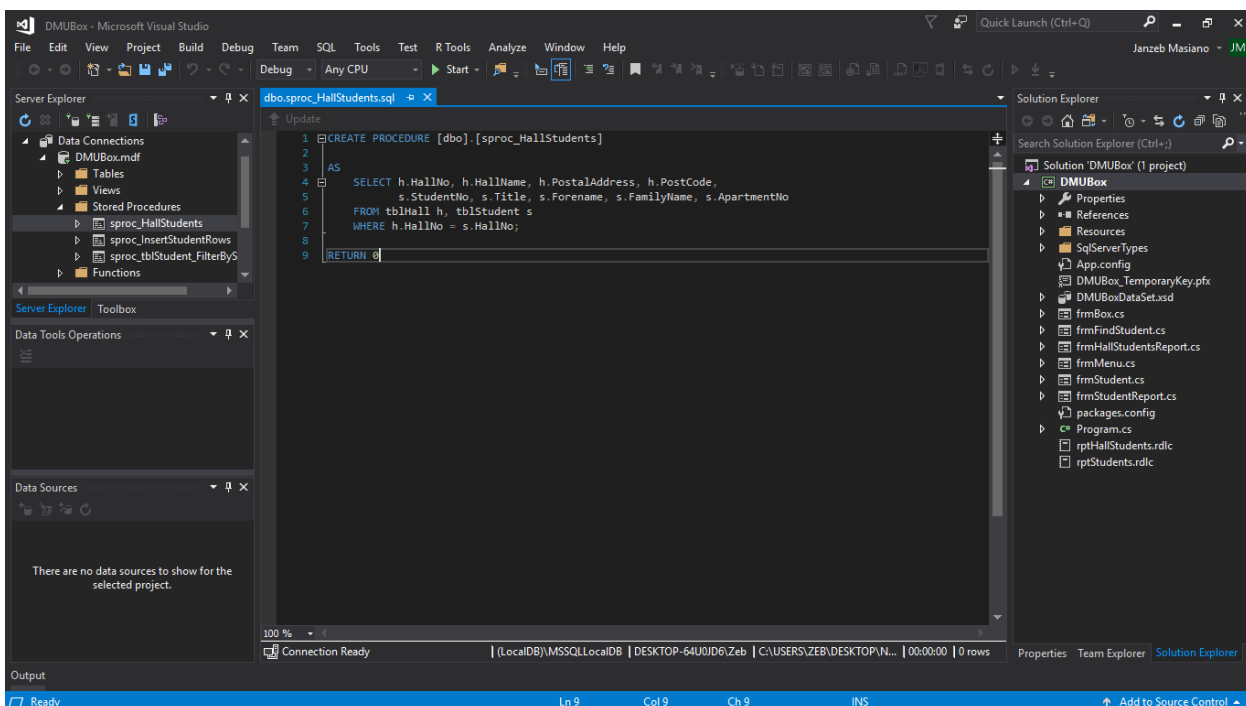 DMUBox - Microsoft Visual Studio
Quick Launch (Ctrl+Q)
File Edit View Project Build Debug Team SQL Tools Test R Tools Analyze Window Help
Janzeb Masiano JM
Debug Any CPU Start
Server Explorer
Data Connections
DMUBox.mdf
Tables
Views
Stored Procedures
sproc_HallStudents
sproc_InsertStudentRows
sproc_tblStudent_FilterByS
Functions
Server Explorer Toolbox
Data Tools Operations
Data Sources
There are no data sources to show for the
selected project.
dbo.sproc_HallStudents.sql
Update
1 CREATE PROCEDURE [dbo].[sproc_HallStudents]
2
3 AS
4 SELECT h.HallNo, h.HallName, h.PostalAddress, h.PostCode,
5 s.StudentNo, s.Title, s.Forename, s.FamilyName, s.ApartmentNo
6 FROM tblHall h, tblStudent s
7 WHERE h.HallNo = s.HallNo;
8
9 RETURN 0
100 %
Connection Ready | (LocalDB)\MSSQLLocalDB | DESKTOP-64U0JD6\Zeb | C:\USERS\ZEB\DESKTOP\N... | 00:00:00 | 0 rows
Solution Explorer
Search Solution Explorer (Ctrl+;)
Solution 'DMUBox' (1 project)
C# DMUBox
Properties
References
Resources
SqlServerTypes
App.config
DMUBox_TemporaryKey.pfx
DMUBoxDataSet.xsd
frmBox.cs
frmFindStudent.cs
frmHallStudentsReport.cs
frmMenu.cs
frmStudent.cs
frmStudentReport.cs
packages.config
C# Program.cs
rptHallStudents.rdlc
rptStudents.rdlc
Properties Team Explorer Solution Explorer
Output
Ready Ln 9 Col 9 Ch 9 INS Add to Source Control